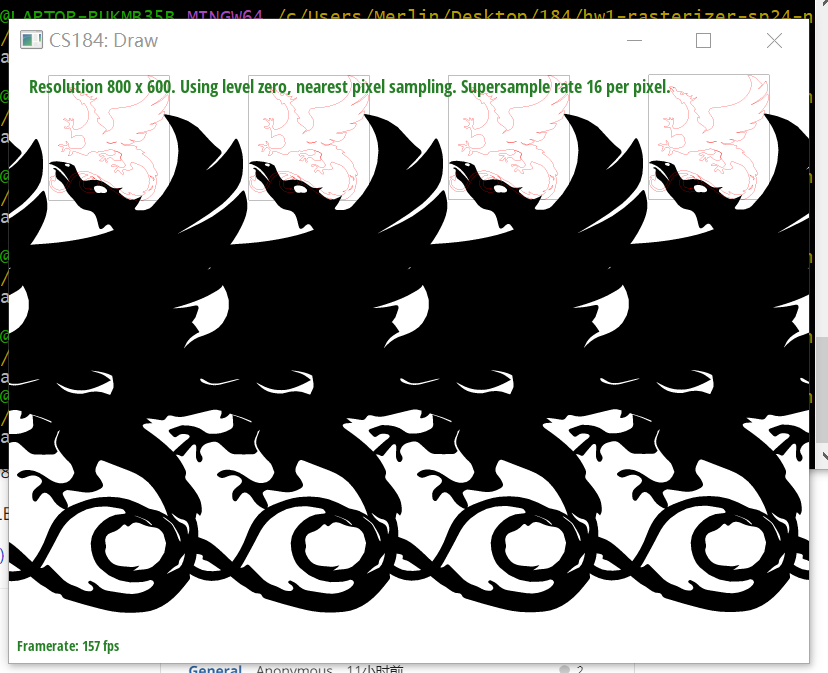 @LAPTOP-PUKMB35B MINGW64 /c/Users/Merlin/Desktop/184/hw1-rasterizer-sp24-n
CS184: Draw
Resolution 800 x 600. Using level zero, nearest pixel sampling. Supersample rate 16 per pixel.
Framerate: 157 fps
General Anonymous 11小时前 2